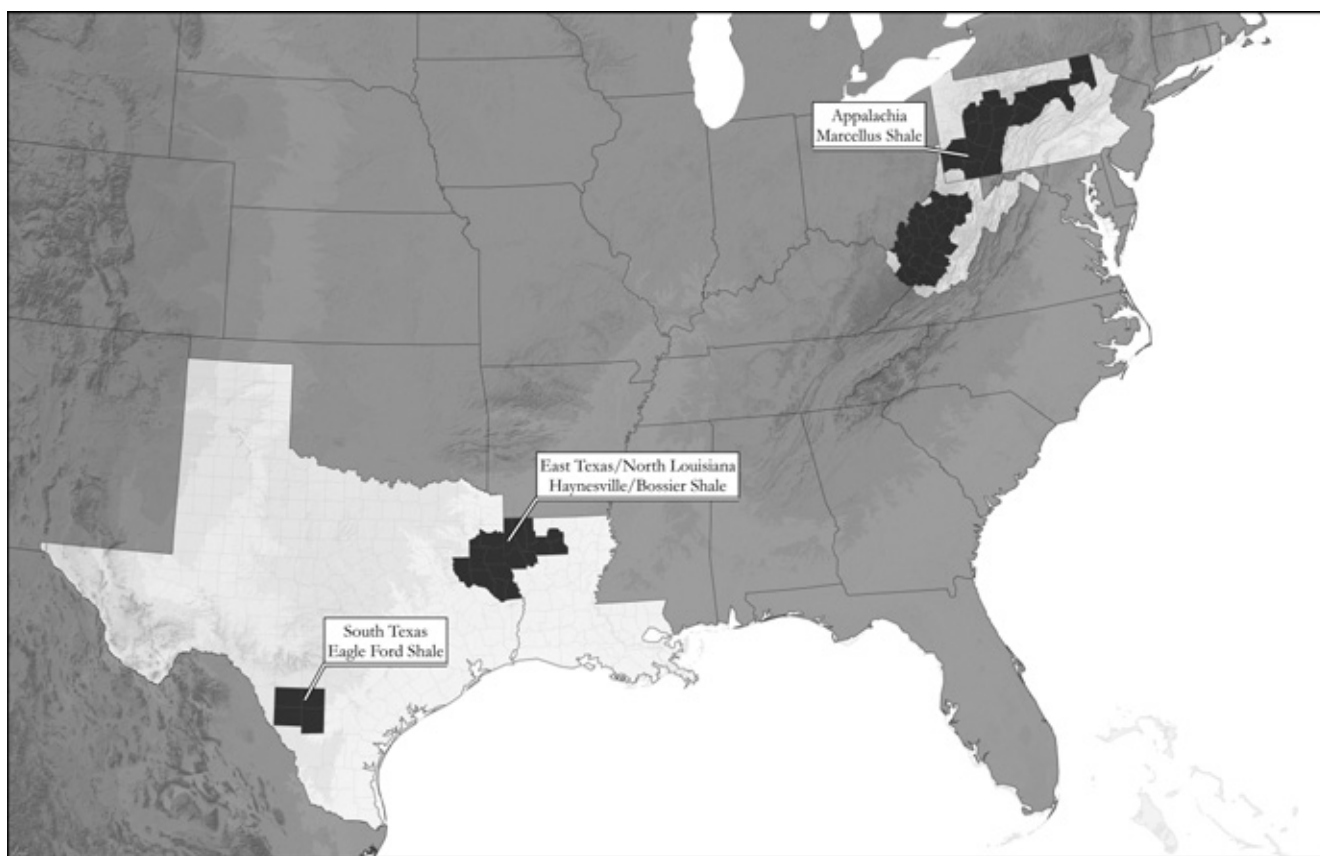 Appalachia
Marcellus Shale
East Texas/North Louisiana
Haynesville/Bossier Shale
South Texas
Eagle Ford Shale